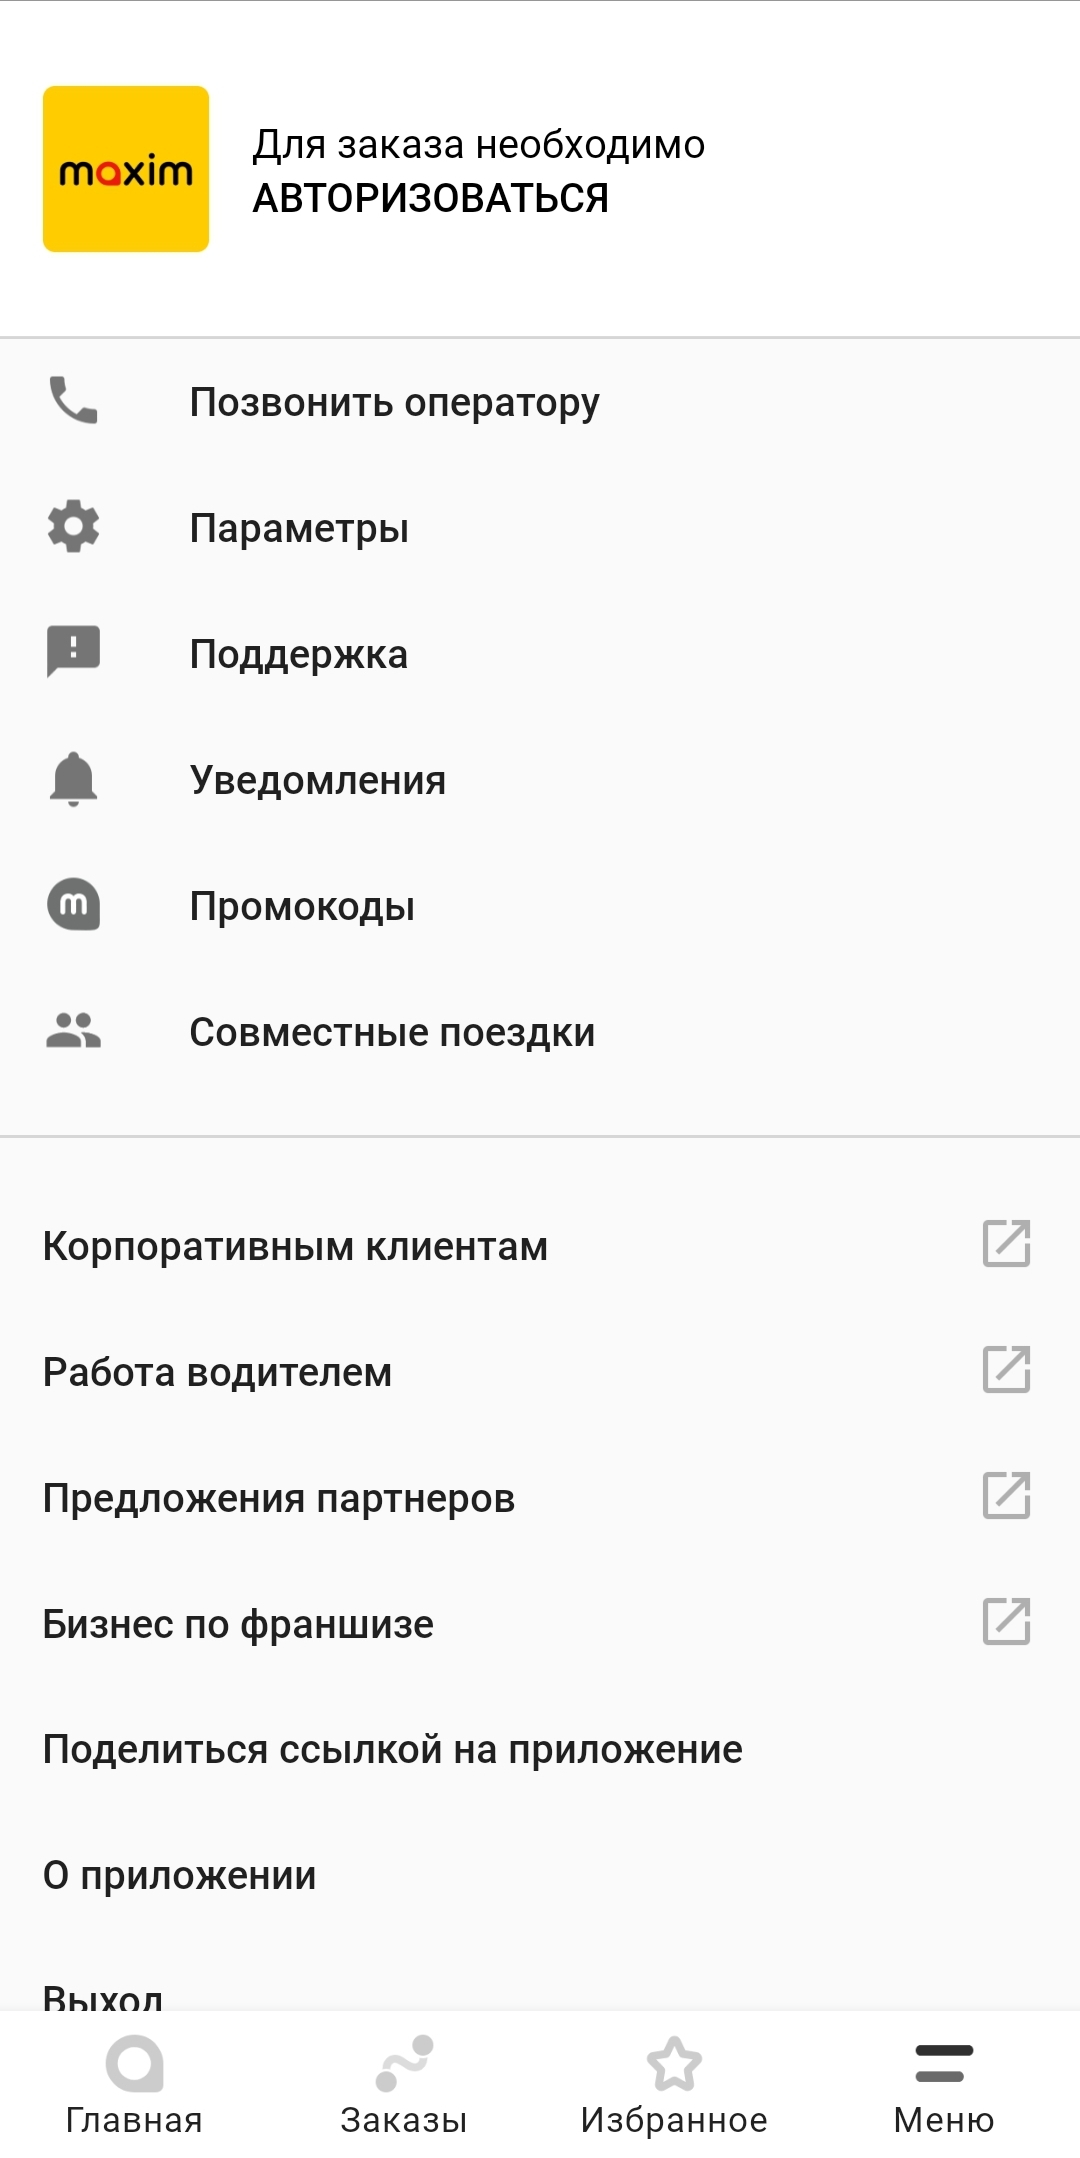 maxim
Для заказа необходимо
АВТОРИЗОВАТЬСЯ
Позвонить оператору
Параметры
Поддержка
Уведомления
m
Промокоды
Совместные поездки
Корпоративным клиентам
Работа водителем
Предложения партнеров
Бизнес по франшизе
Поделиться ссылкой на приложение
О приложении
Выход
Главная
Заказы
Избранное
Меню